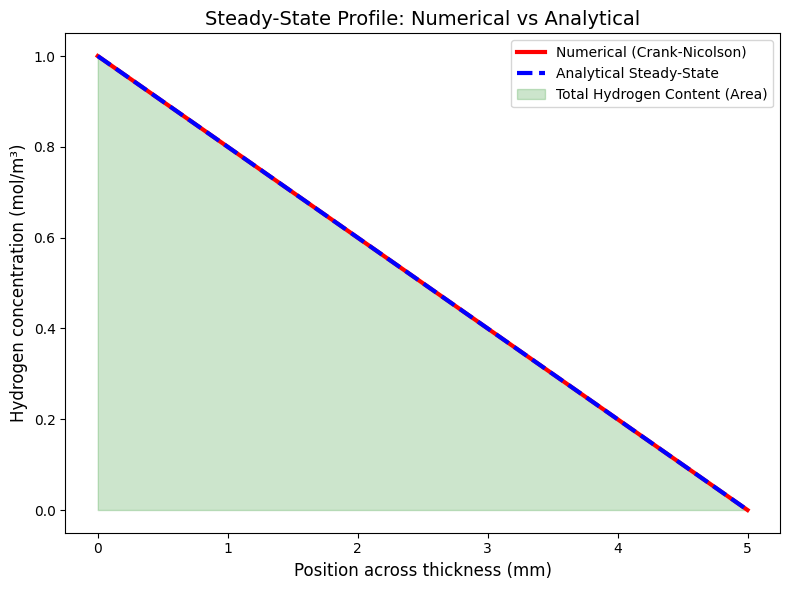 Steady-State Profile: Numerical vs Analytical
Numerical (Crank-Nicolson)
Analytical Steady-State
Total Hydrogen Content (Area)
Hydrogen concentration (mol/m³)
1.0
0.8
0.6
0.4
0.2
0.0
0 1 2 3 4 5
Position across thickness (mm)